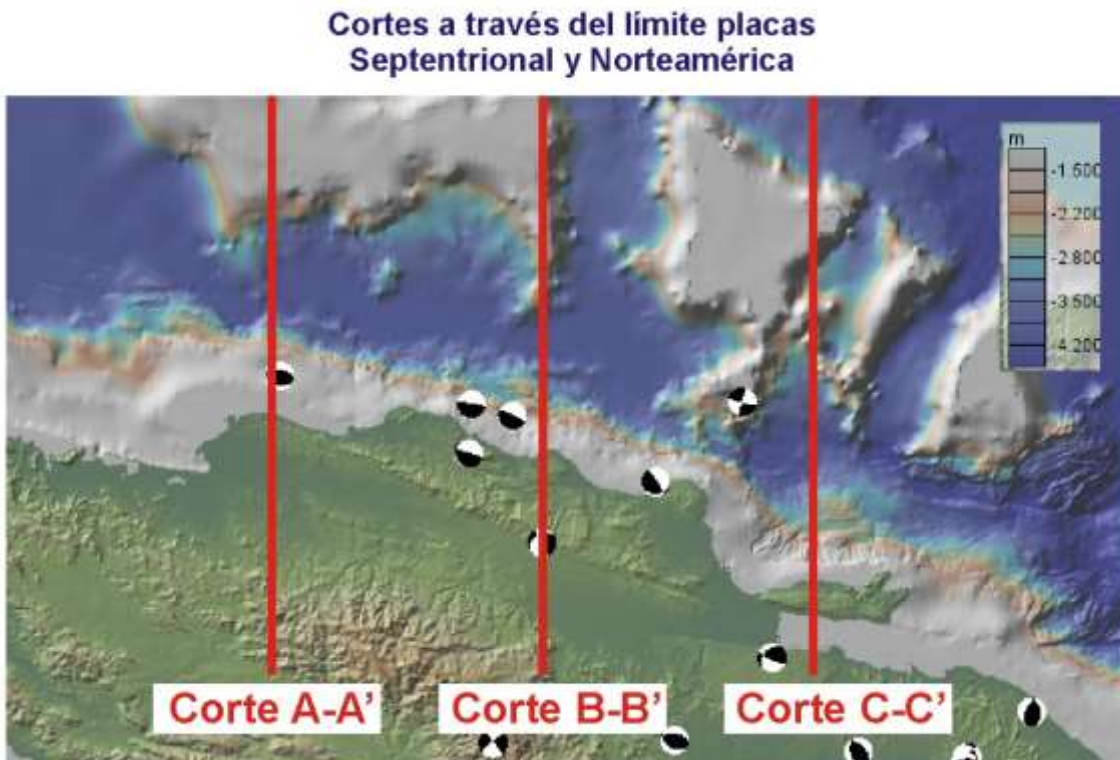 Cortes a través del límite placas
Septentrional y Norteamérica
m
-1.500
-2.200
-2.800
-3.500
-4.200
Corte A-A'
Corte B-B'
Corte C-C'